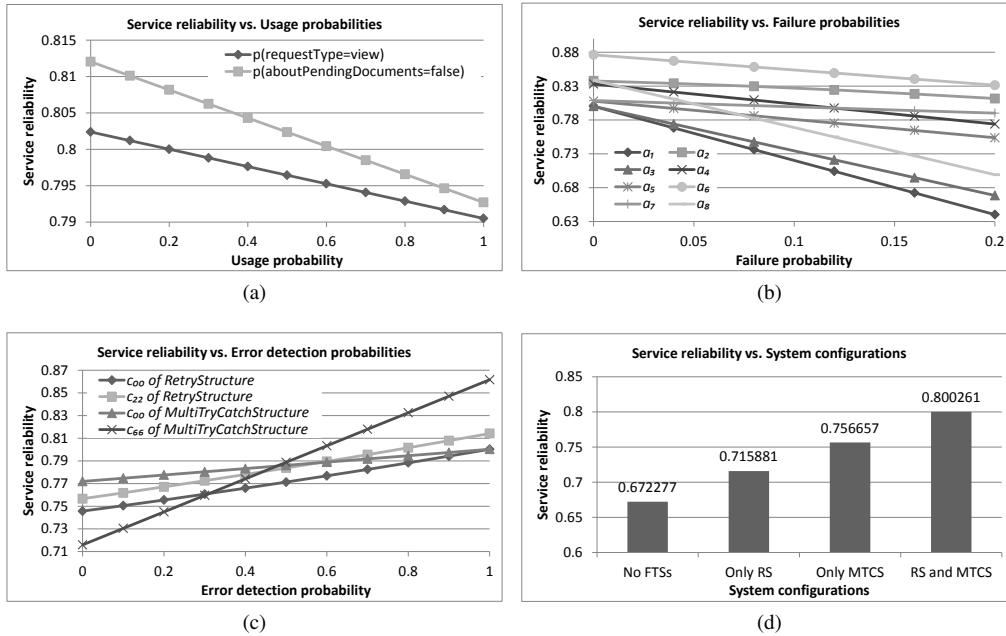 Service reliability vs. Usage probabilities
Service reliability
0.815
0.81
0.805
0.8
0.795
0.79
p(requestType=view)
p(aboutPendingDocuments=false)
0 0.2 0.4 0.6 0.8 1
Usage probability
(a)
Service reliability vs. Failure probabilities
Service reliability
0.88
0.83
0.78
0.73
0.68
0.63
a1 a2
a3 a4
a5 a6
a7 a8
0 0.05 0.1 0.15 0.2
Failure probability
(b)
Service reliability vs. Error detection probabilities
Service reliability
0.87
0.85
0.83
0.81
0.79
0.77
0.75
0.73
0.71
c00 of RetryStructure
c22 of RetryStructure
c00 of MultiTryCatchStructure
c66 of MultiTryCatchStructure
0 0.2 0.4 0.6 0.8 1
Error detection probability
(c)
Service reliability vs. System configurations
Service reliability
0.85
0.8
0.75
0.7
0.65
0.6
0.672277
0.715881
0.756657
0.800261
No FTSs Only RS Only MTCS RS and MTCS
System configurations
(d)